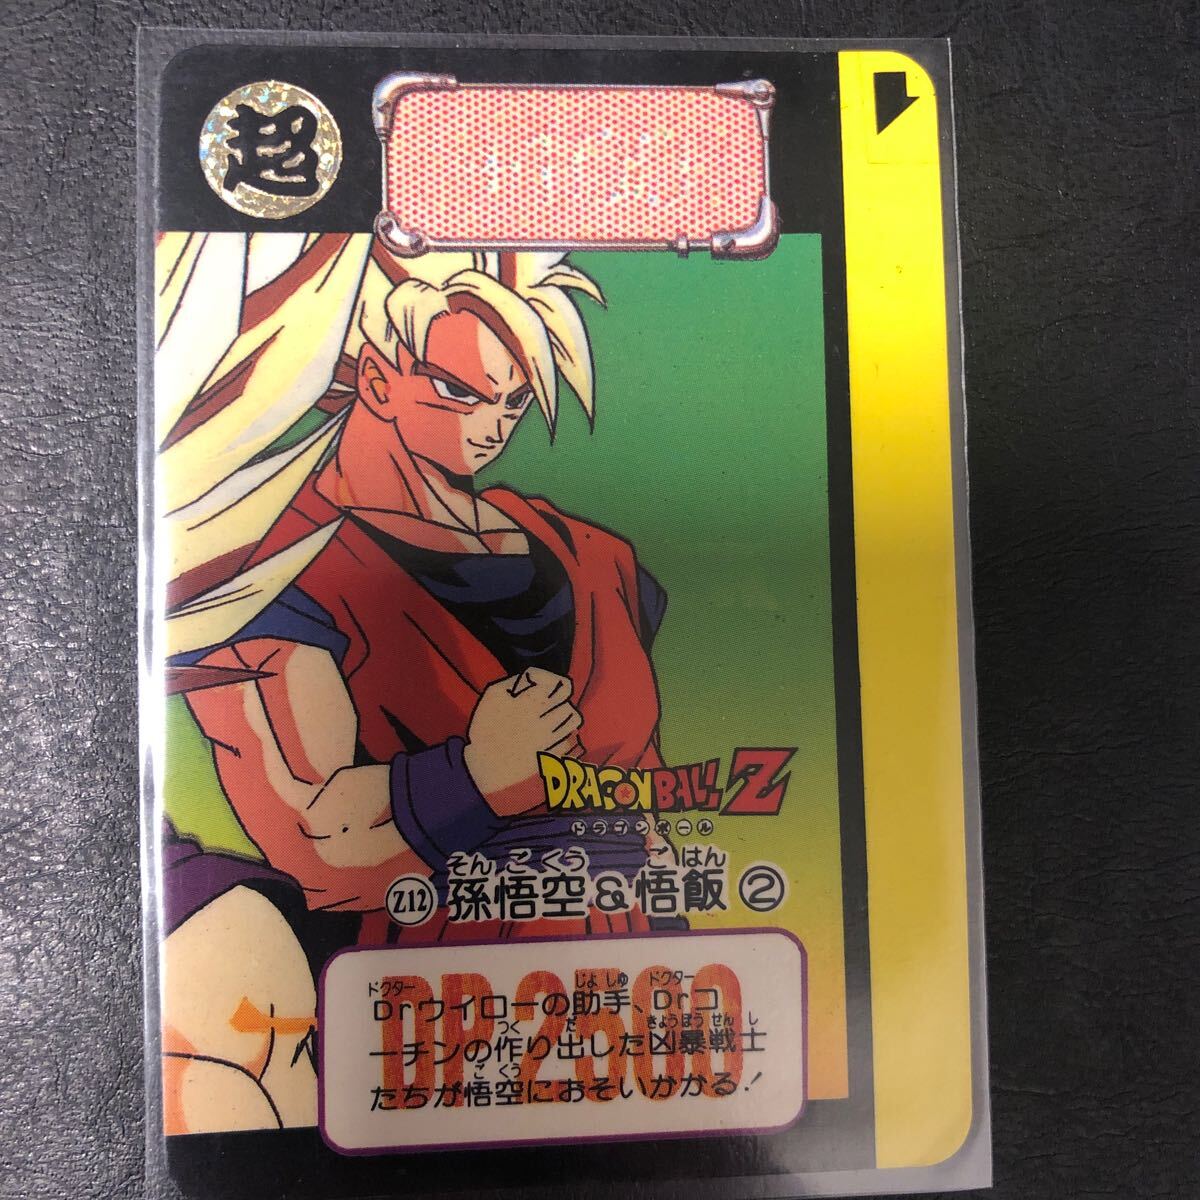 超
DRAGON BALL Z
ドラゴンボール
そんごくう ごはん
Z12 孫悟空&悟飯 ②
ドクター じょしゅ ドクター
Drウイローの助手、Drコ
つく だ きょうぼうせんし
ーチンの作り出した凶暴戦士
ごくう
たちが悟空におそいかかる!